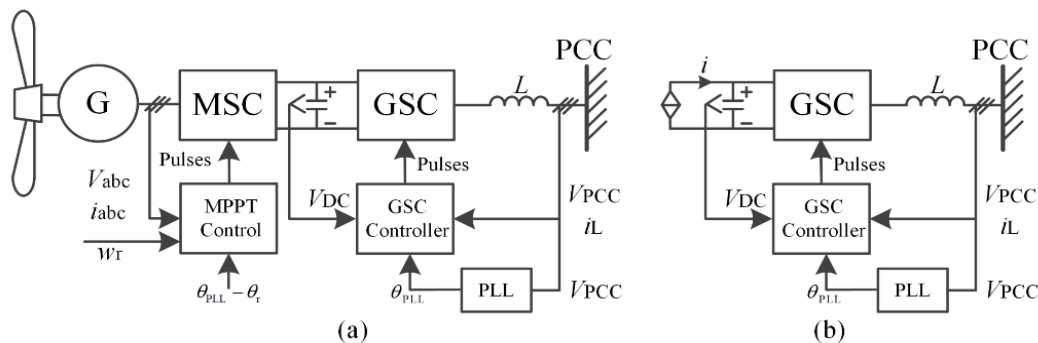 PCC
G
MSC
+
−
GSC
L
Pulses
Pulses
Vabc
iabc
wr
MPPT
Control
VDC
GSC
Controller
VPCC
iL
θPLL − θr
θPLL
PLL
VPCC
(a)
PCC
i
+
−
GSC
L
Pulses
VDC
GSC
Controller
VPCC
iL
θPLL
PLL
VPCC
(b)